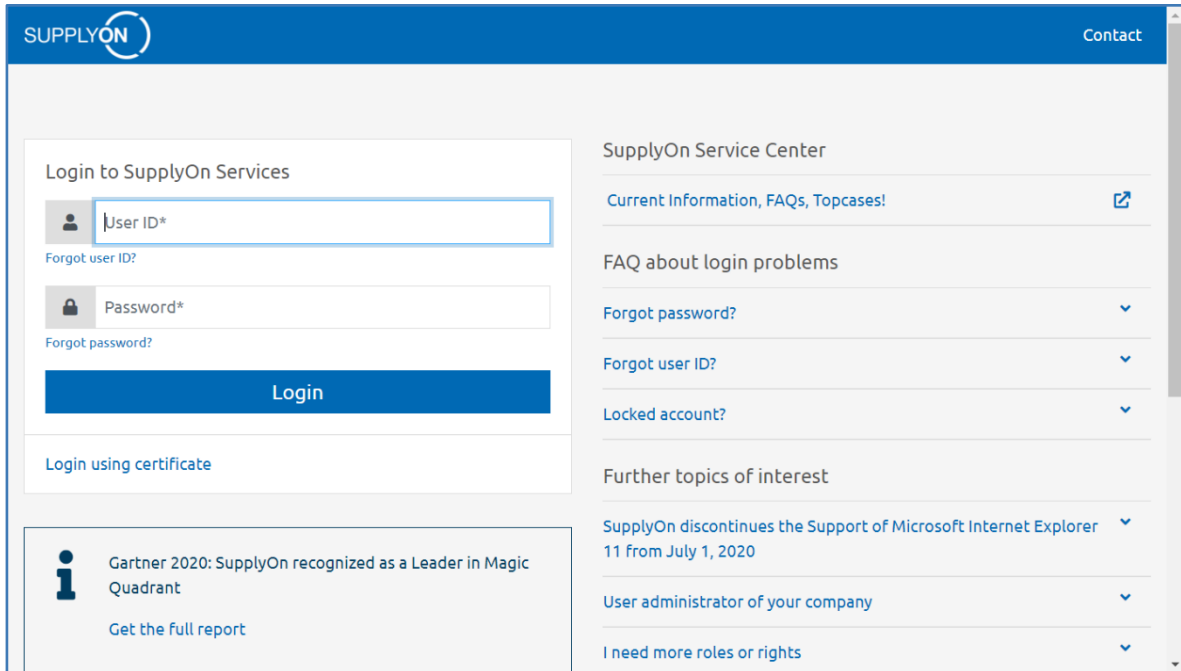 SUPPLYON
Contact
Login to SupplyOn Services
User ID*
Forgot user ID?
Password*
Forgot password?
Login
Login using certificate
Gartner 2020: SupplyOn recognized as a Leader in Magic
Quadrant
Get the full report
SupplyOn Service Center
Current Information, FAQs, Topcases!
FAQ about login problems
Forgot password?
Forgot user ID?
Locked account?
Further topics of interest
SupplyOn discontinues the Support of Microsoft Internet Explorer
11 from July 1, 2020
User administrator of your company
I need more roles or rights